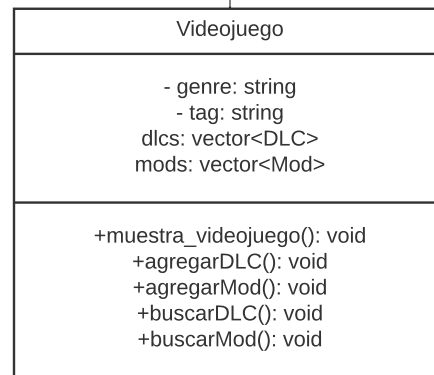 Videojuego
- genre: string
- tag: string
dlcs: vector<DLC>
mods: vector<Mod>
+muestra_videojuego(): void
+agregarDLC(): void
+agregarMod(): void
+buscarDLC(): void
+buscarMod(): void